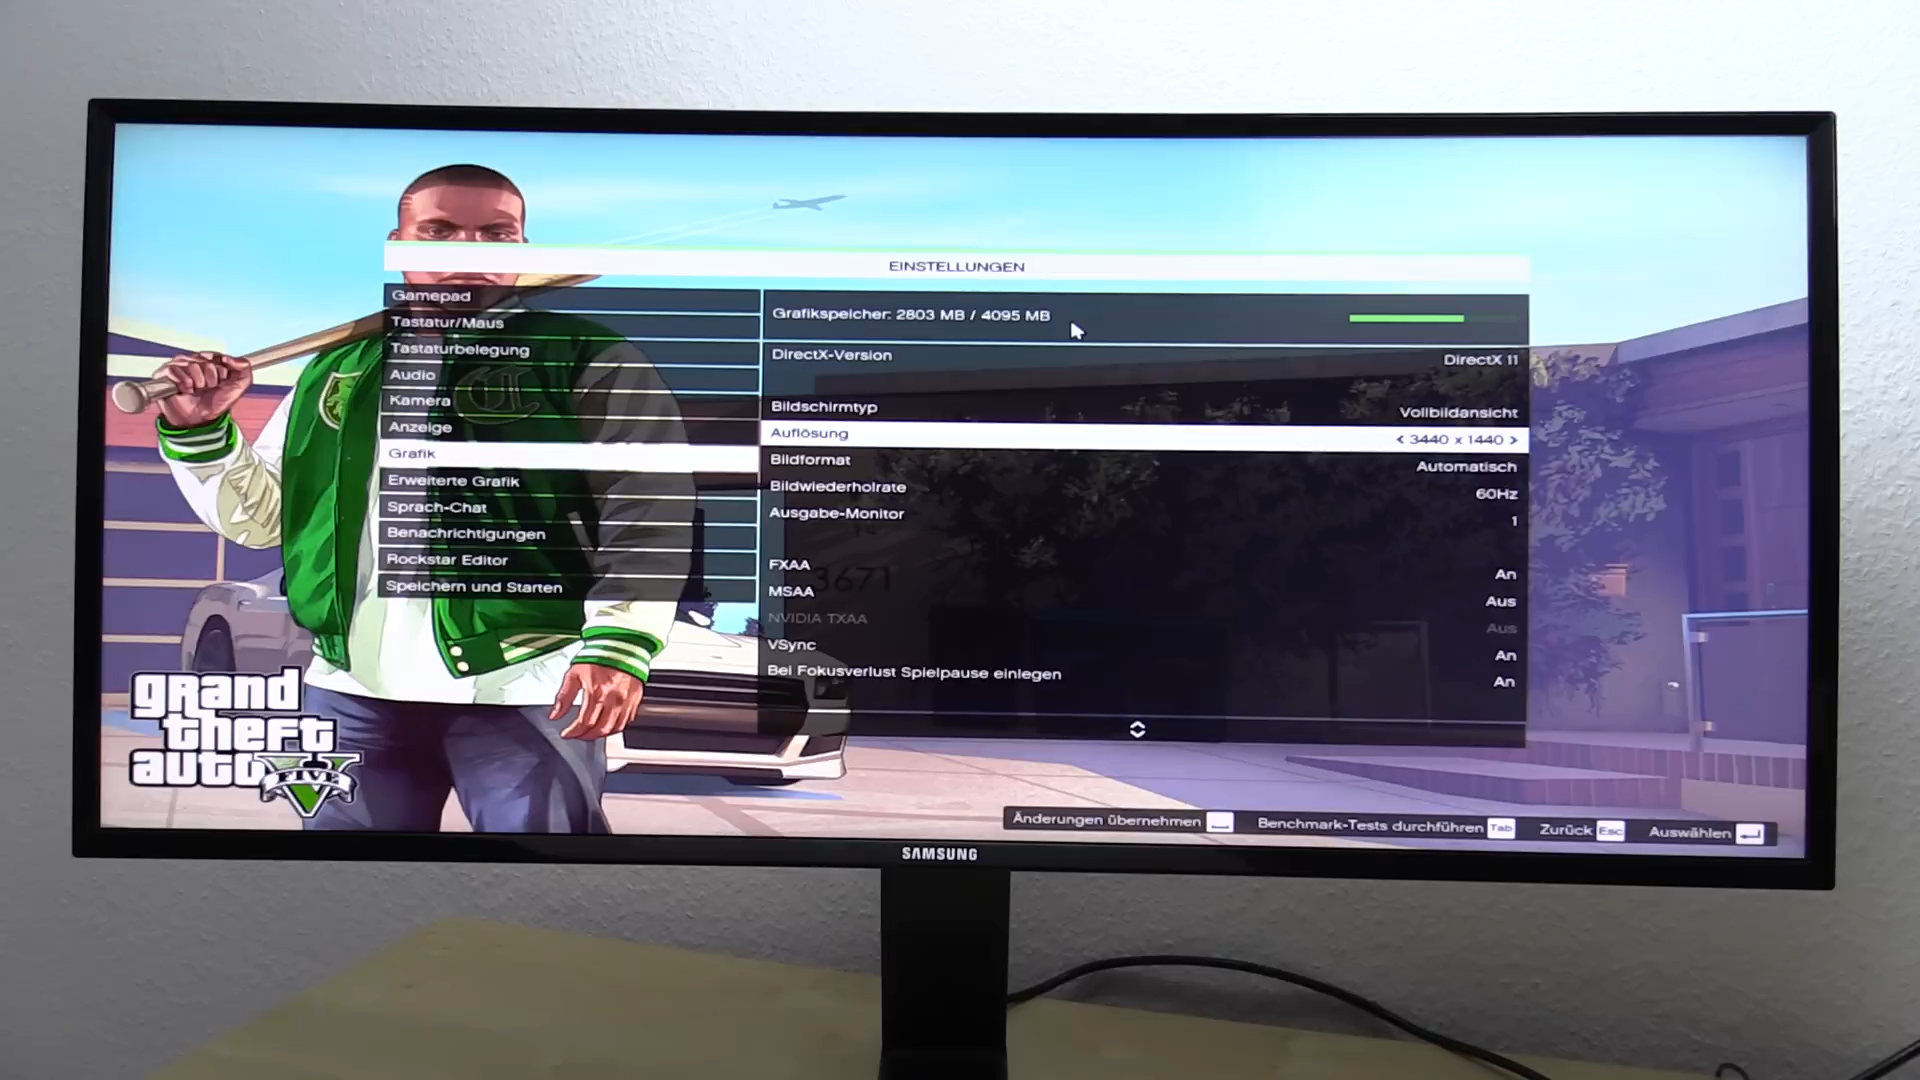 EINSTELLUNGEN
Gamepad
Tastatur/Maus
Tastaturbelegung
Audio
Kamera
Anzeige
Grafik
Erweiterte Grafik
Sprach-Chat
Benachrichtigungen
Rockstar Editor
Speichern und Starten
Grafikspeicher: 2803 MB / 4095 MB
DirectX-Version DirectX 11
Bildschirmtyp Vollbildansicht
Auflösung < 3440 x 1440 >
Bildformat Automatisch
Bildwiederholrate 60Hz
Ausgabe-Monitor 1
FXAA An
MSAA Aus
NVIDIA TXAA Aus
VSync An
Bei Fokusverlust Spielpause einlegen An
3671
grand
theft
auto V
FIVE
Änderungen übernehmen Benchmark-Tests durchführen Tab Zurück Esc Auswählen
SAMSUNG